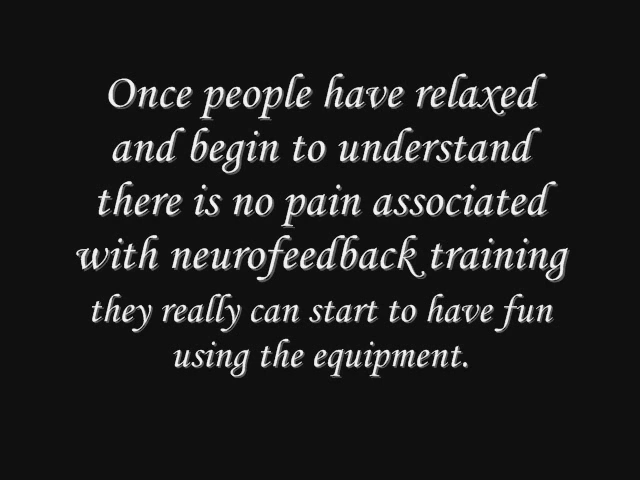 Once people have relaxed
and begin to understand
there is no pain associated
with neurofeedback training
they really can start to have fun
using the equipment.